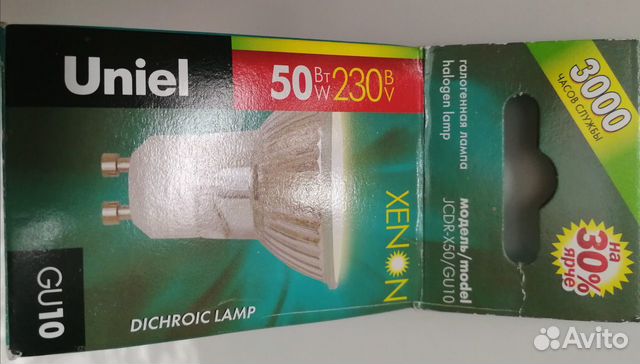 Uniel
50 Вт W 230 В V
XENON
GU10
DICHROIC LAMP
галогенная лампа
halogen lamp
модель/model
JCDR-X50/GU10
3000
ЧАСОВ СЛУЖБЫ
на
30%
ярче
Avito